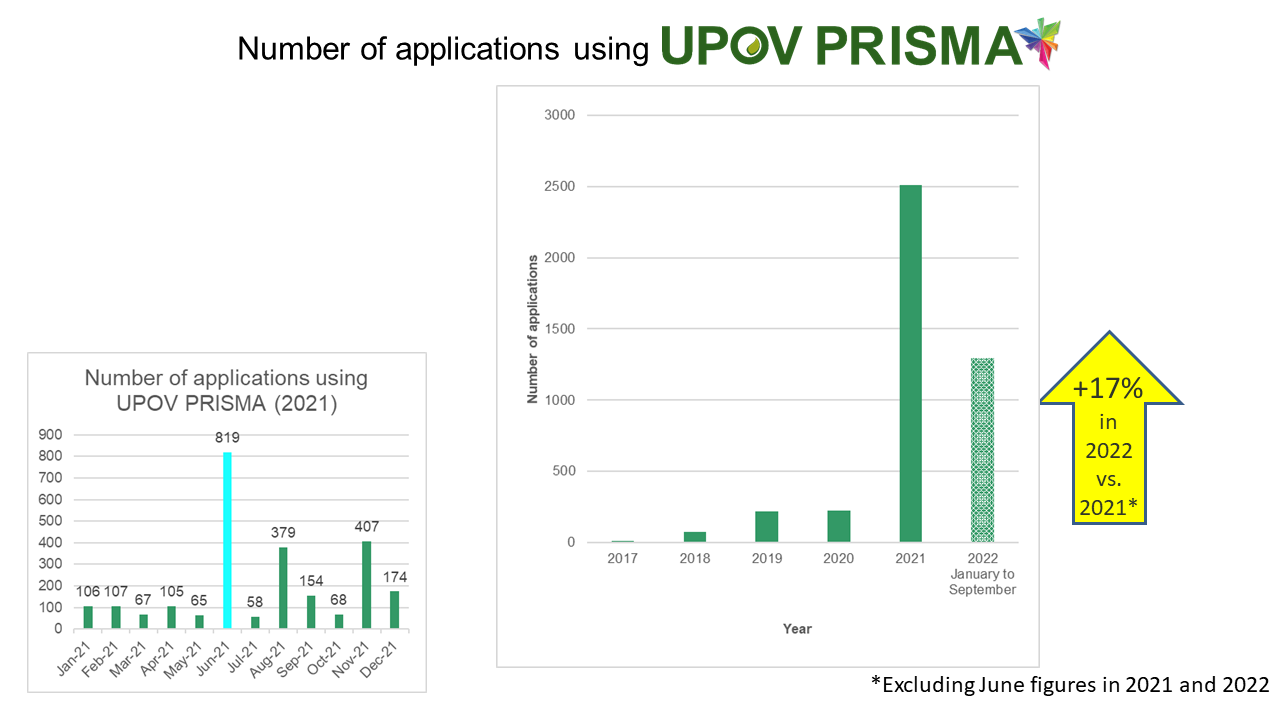 Number of applications using UPOV PRISMA
3000
2500
2000
1500
1000
500
0
Number of applications
2017
2018
2019
2020
2021
2022
January to
September
Year
+17%
in
2022
vs.
2021*
Number of applications using
UPOV PRISMA (2021)
900
800
700
600
500
400
300
200
100
0
106
107
67
105
65
819
58
379
154
68
407
174
Jan-21
Feb-21
Mar-21
Apr-21
May-21
Jun-21
Jul-21
Aug-21
Sep-21
Oct-21
Nov-21
Dec-21
*Excluding June figures in 2021 and 2022